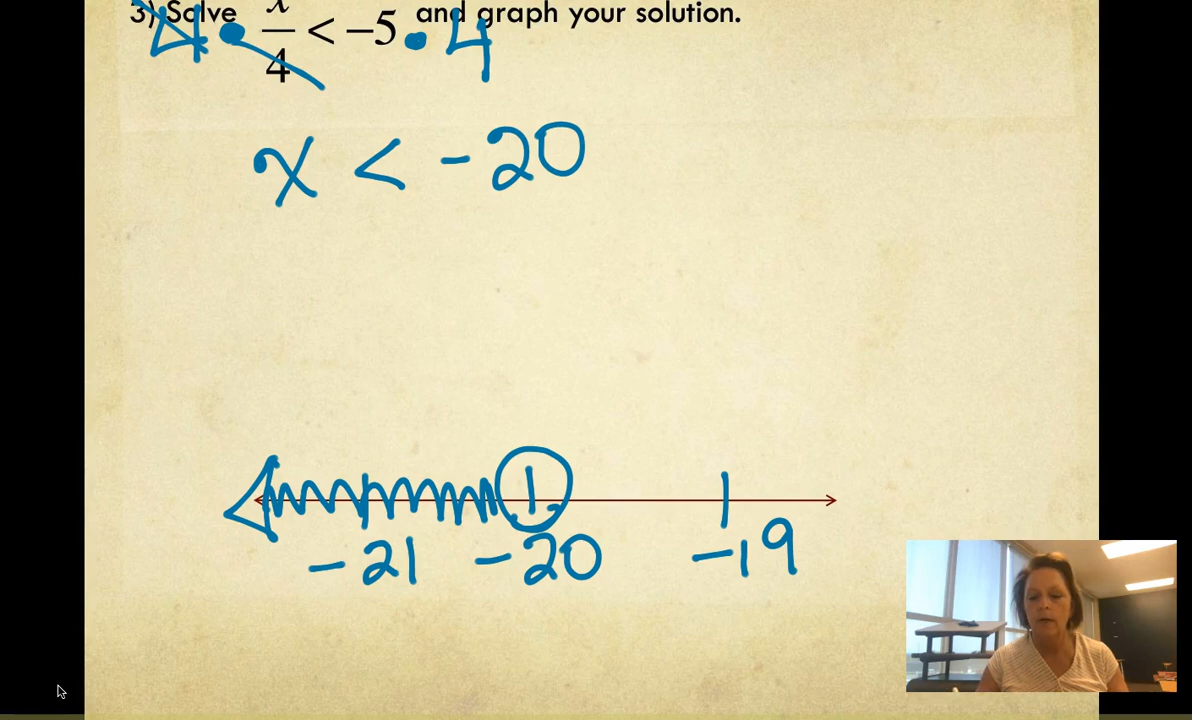 3) Solve x/4 < −5 and graph your solution.
4 • • 4
x < -20
-21 -20 -19